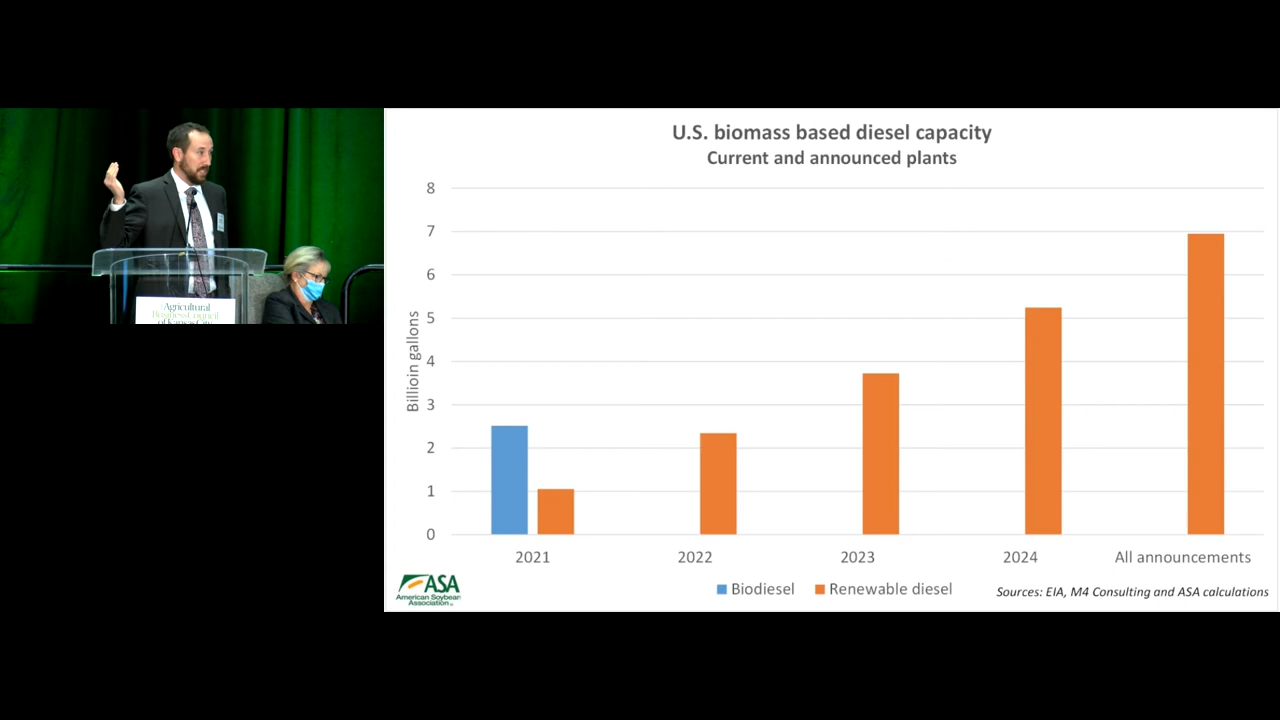 Agricultural
Business Council
of Kansas City
U.S. biomass based diesel capacity
Current and announced plants
Billioin gallons
8
7
6
5
4
3
2
1
0
2021
2022
2023
2024
All announcements
Biodiesel
Renewable diesel
ASA
American Soybean
Association
Sources: EIA, M4 Consulting and ASA calculations